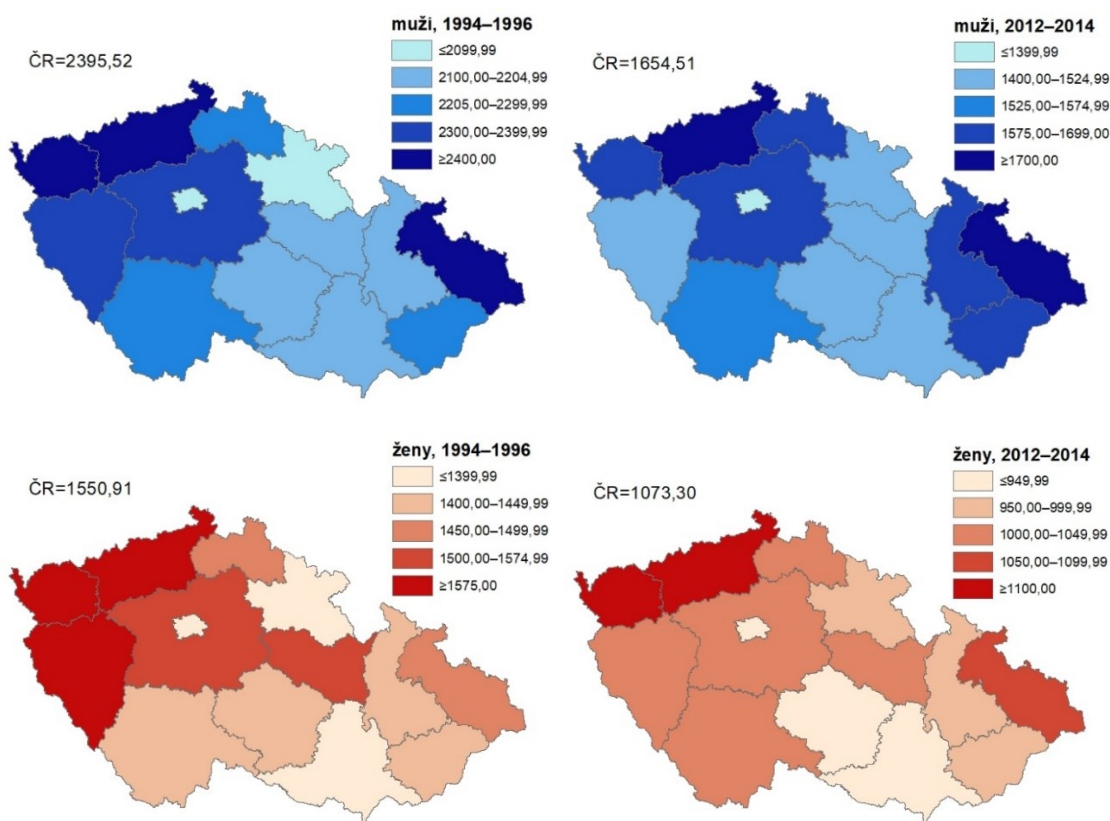 muži, 1994–1996
ČR=2395,52
≤2099,99
2100,00–2204,99
2205,00–2299,99
2300,00–2399,99
≥2400,00
muži, 2012–2014
ČR=1654,51
≤1399,99
1400,00–1524,99
1525,00–1574,99
1575,00–1699,00
≥1700,00
ženy, 1994–1996
ČR=1550,91
≤1399,99
1400,00–1449,99
1450,00–1499,99
1500,00–1574,99
≥1575,00
ženy, 2012–2014
ČR=1073,30
≤949,99
950,00–999,99
1000,00–1049,99
1050,00–1099,99
≥1100,00